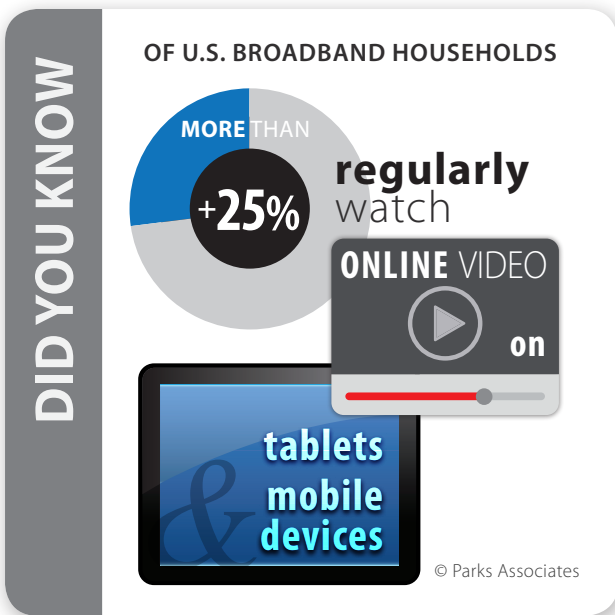 DID YOU KNOW
OF U.S. BROADBAND HOUSEHOLDS
MORE THAN
+25%
regularly
watch
ONLINE VIDEO
on
tablets
&
mobile
devices
© Parks Associates